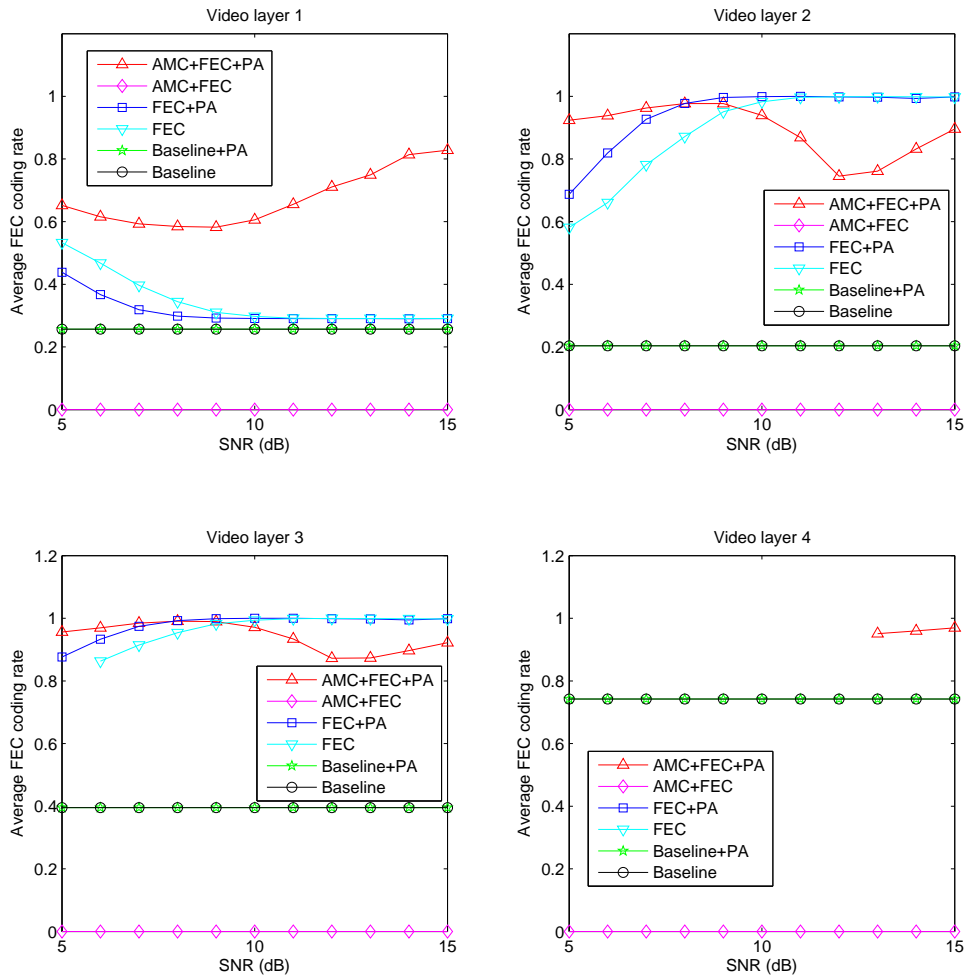 Video layer 1
Average FEC coding rate
1
0.8
0.6
0.4
0.2
0
AMC+FEC+PA
AMC+FEC
FEC+PA
FEC
Baseline+PA
Baseline
5
10
15
SNR (dB)
Video layer 2
Average FEC coding rate
1
0.8
0.6
0.4
0.2
0
AMC+FEC+PA
AMC+FEC
FEC+PA
FEC
Baseline+PA
Baseline
5
10
15
SNR (dB)
Video layer 3
Average FEC coding rate
1.2
1
0.8
0.6
0.4
0.2
0
AMC+FEC+PA
AMC+FEC
FEC+PA
FEC
Baseline+PA
Baseline
5
10
15
SNR (dB)
Video layer 4
Average FEC coding rate
1.2
1
0.8
0.6
0.4
0.2
0
AMC+FEC+PA
AMC+FEC
FEC+PA
FEC
Baseline+PA
Baseline
5
10
15
SNR (dB)